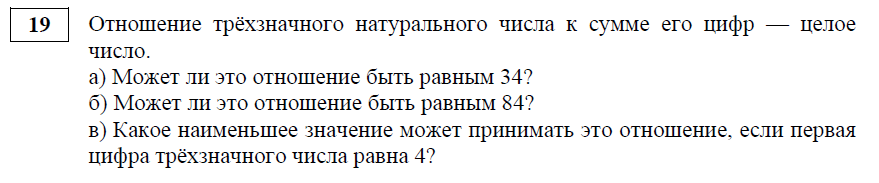 19 Отношение трёхзначного натурального числа к сумме его цифр — целое
число.
а) Может ли это отношение быть равным 34?
б) Может ли это отношение быть равным 84?
в) Какое наименьшее значение может принимать это отношение, если первая
цифра трёхзначного числа равна 4?